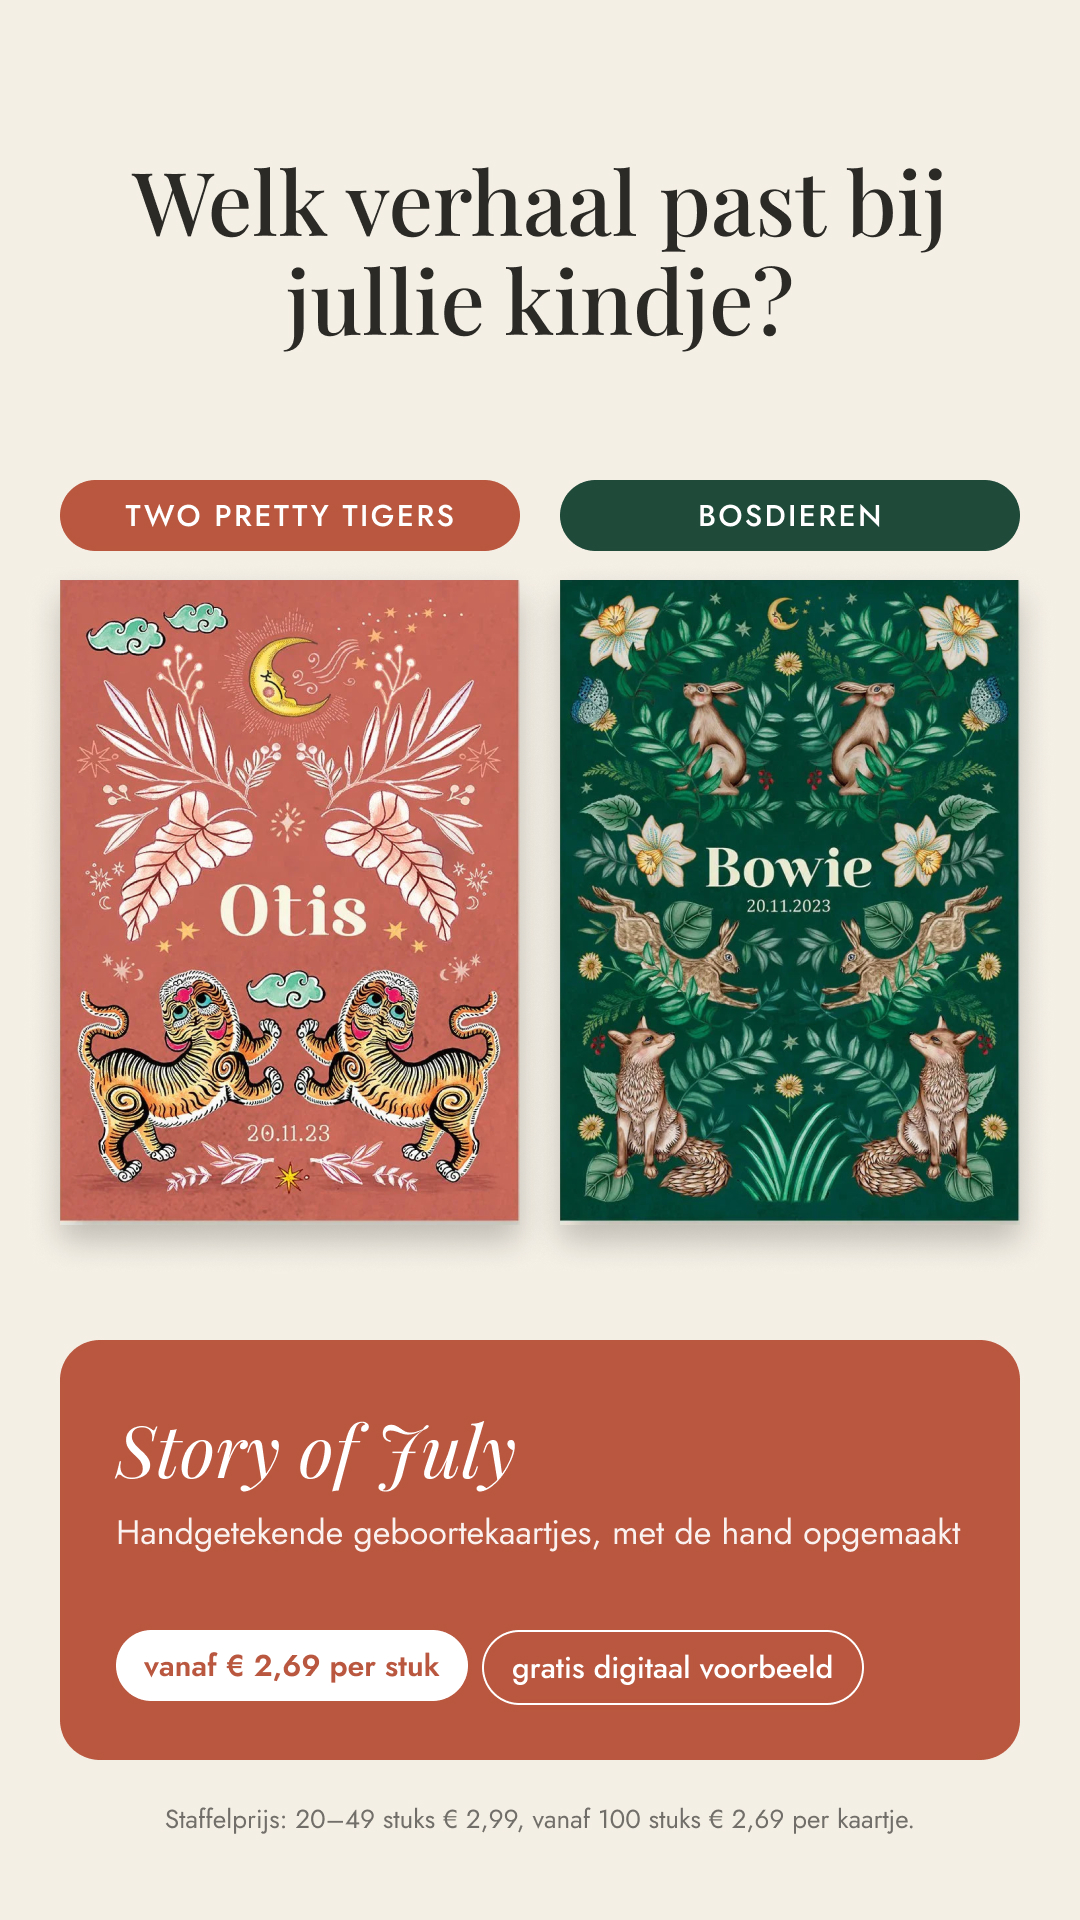 Welk verhaal past bij
jullie kindje?
TWO PRETTY TIGERS
BOSDIEREN
Otis
20.11.23
Bowie
20.11.2023
Story of July
Handgetekende geboortekaartjes, met de hand opgemaakt
vanaf € 2,69 per stuk
gratis digitaal voorbeeld
Staffelprijs: 20–49 stuks € 2,99, vanaf 100 stuks € 2,69 per kaartje.